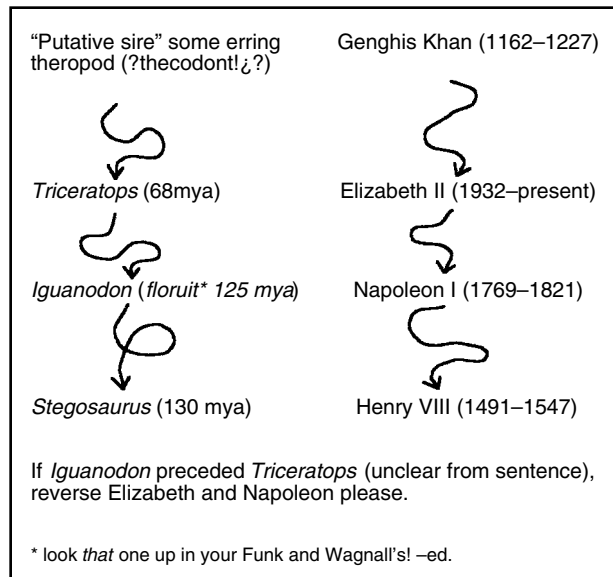 “Putative sire” some erring
theropod (?thecodont!¿?)
Triceratops (68mya)
Iguanodon (floruit* 125 mya)
Stegosaurus (130 mya)
Genghis Khan (1162–1227)
Elizabeth II (1932–present)
Napoleon I (1769–1821)
Henry VIII (1491–1547)
If Iguanodon preceded Triceratops (unclear from sentence),
reverse Elizabeth and Napoleon please.
* look that one up in your Funk and Wagnall’s! –ed.